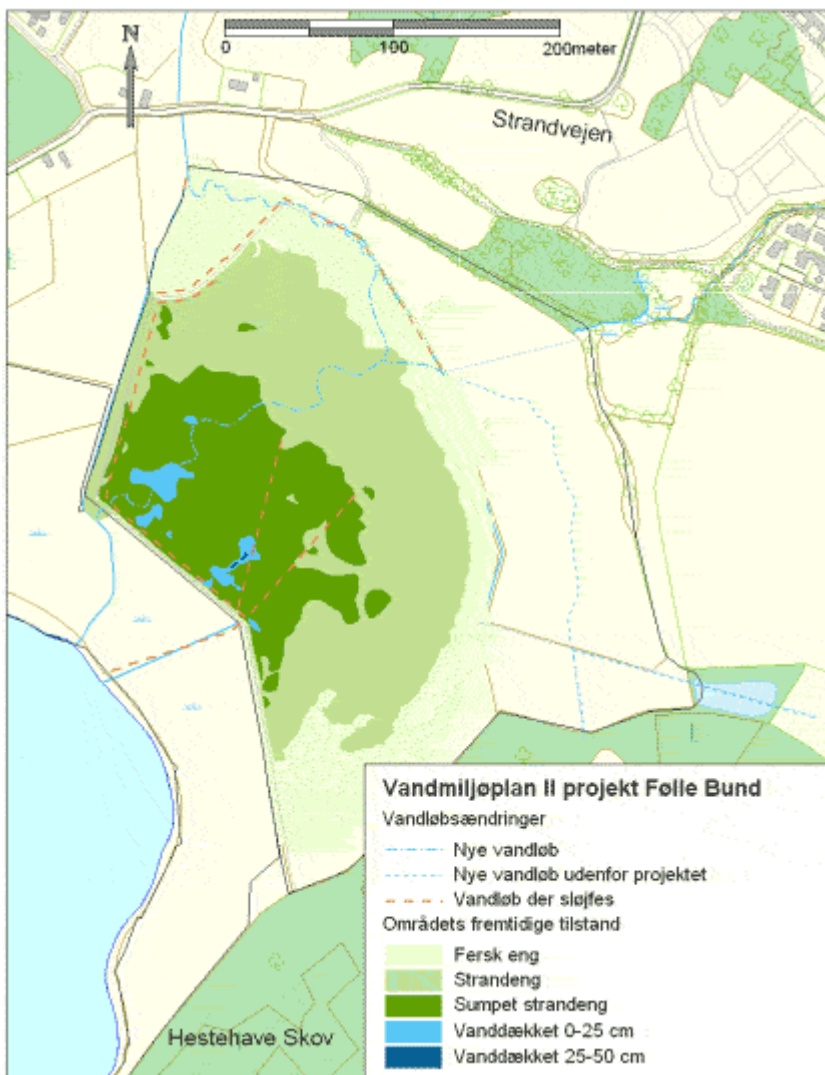 N
0 100 200meter
Strandvejen
Vandmiljøplan II projekt Følle Bund
Vandløbsændringer
Nye vandløb
Nye vandløb udenfor projektet
Vandløb der sløjfes
Områdets fremtidige tilstand
Fersk eng
Strandeng
Sumpet strandeng
Vanddækket 0-25 cm
Vanddækket 25-50 cm
Hestehave Skov